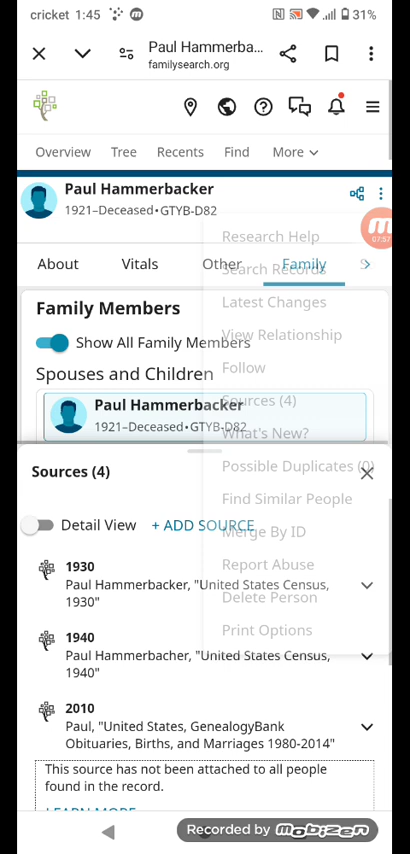 cricket 1:45
31%
Paul Hammerba...
familysearch.org
Overview Tree Recents Find More
Paul Hammerbacker
1921–Deceased • GTYB-D82
07:57
Research Help
About Vitals Other Family S
Search Records
Latest Changes
Family Members
View Relationship
Show All Family Members
Follow
Spouses and Children
Sources (4)
Paul Hammerbacker
1921–Deceased • GTYB-D82
What's New?
Sources (4)
Possible Duplicates (0)
Find Similar People
Detail View + ADD SOURCE
Merge By ID
1930
Report Abuse
Paul Hammerbacker, "United States Census,
1930"
Delete Person
Print Options
1940
Paul Hammerbacher, "United States Census,
1940"
2010
Paul, "United States, GenealogyBank
Obituaries, Births, and Marriages 1980-2014"
This source has not been attached to all people
found in the record.
LEARN MORE
Recorded by mobizen